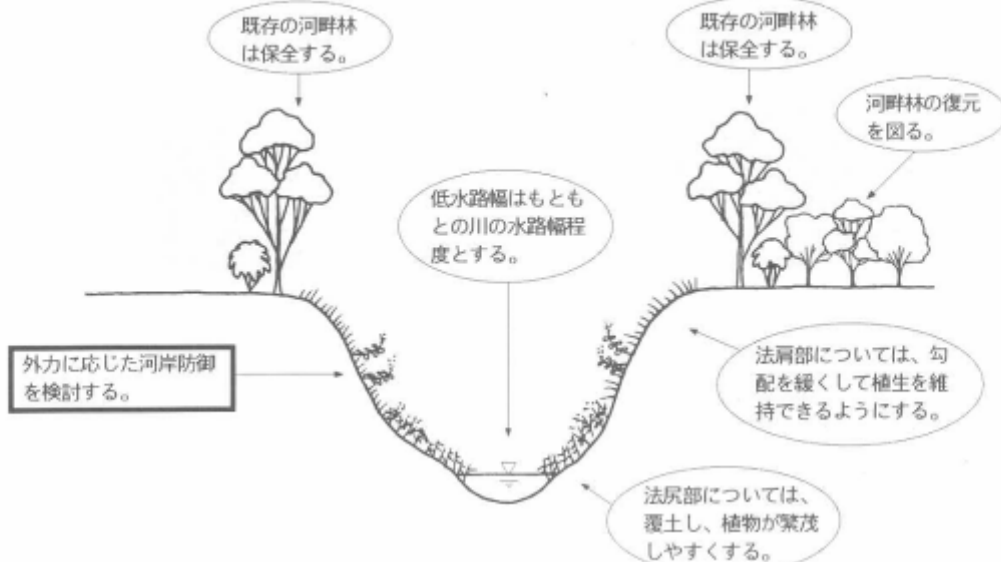 既存の河畔林
は保全する。
既存の河畔林
は保全する。
河畔林の復元
を図る。
低水路幅はもとも
との川の水路幅程
度とする。
外力に応じた河岸防御
を検討する。
法肩部については、勾
配を緩くして植生を維
持できるようにする。
法尻部については、
覆土し、植物が繁茂
しやすくする。